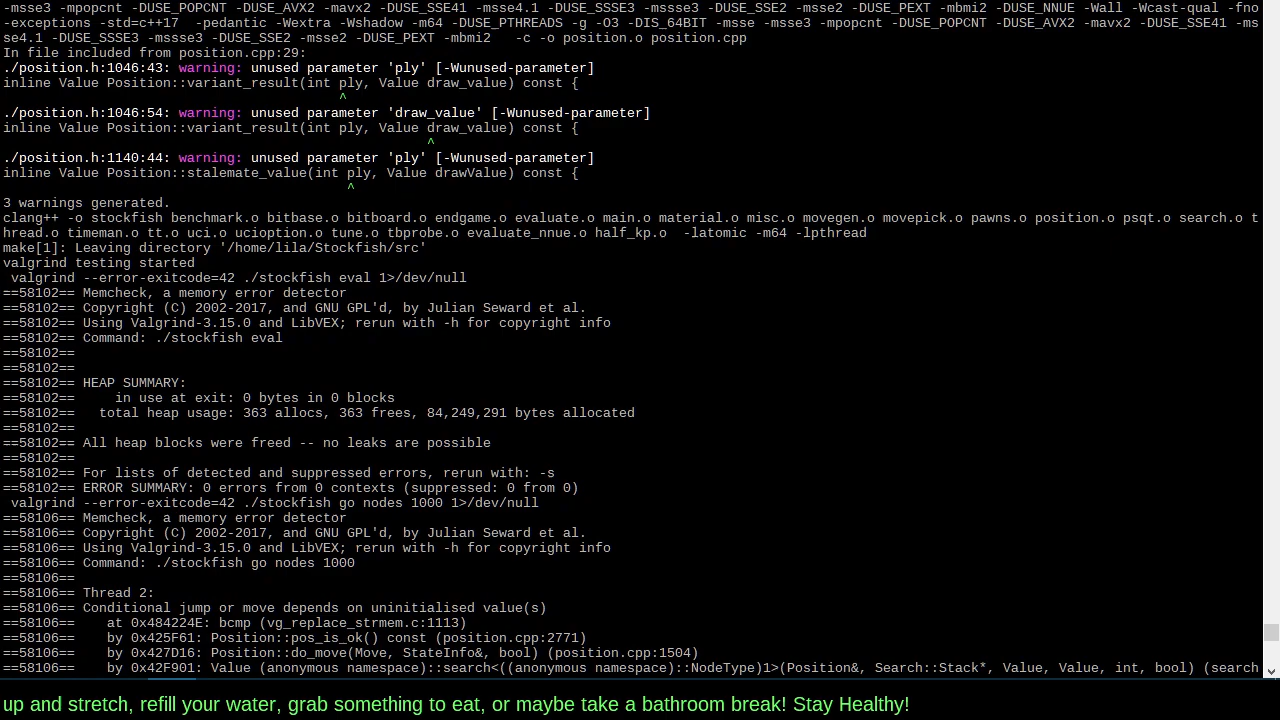 -msse3 -mpopcnt -DUSE_POPCNT -DUSE_AVX2 -mavx2 -DUSE_SSE41 -msse4.1 -DUSE_SSSE3 -mssse3 -DUSE_SSE2 -msse2 -DUSE_PEXT -mbmi2 -DUSE_NNUE -Wall -Wcast-qual -fno
-exceptions -std=c++17  -pedantic -Wextra -Wshadow -m64 -DUSE_PTHREADS -g -O3 -DIS_64BIT -msse -msse3 -mpopcnt -DUSE_POPCNT -DUSE_AVX2 -mavx2 -DUSE_SSE41 -ms
se4.1 -DUSE_SSSE3 -mssse3 -DUSE_SSE2 -msse2 -DUSE_PEXT -mbmi2   -c -o position.o position.cpp
In file included from position.cpp:29:
./position.h:1046:43: warning: unused parameter 'ply' [-Wunused-parameter]
inline Value Position::variant_result(int ply, Value draw_value) const {
^
./position.h:1046:54: warning: unused parameter 'draw_value' [-Wunused-parameter]
inline Value Position::variant_result(int ply, Value draw_value) const {
^
./position.h:1140:44: warning: unused parameter 'ply' [-Wunused-parameter]
inline Value Position::stalemate_value(int ply, Value drawValue) const {
^
3 warnings generated.
clang++ -o stockfish benchmark.o bitbase.o bitboard.o endgame.o evaluate.o main.o material.o misc.o movegen.o movepick.o pawns.o position.o psqt.o search.o t
hread.o timeman.o tt.o uci.o ucioption.o tune.o tbprobe.o evaluate_nnue.o half_kp.o  -latomic -m64 -lpthread
make[1]: Leaving directory '/home/lila/Stockfish/src'
valgrind testing started
valgrind --error-exitcode=42 ./stockfish eval 1>/dev/null
==58102== Memcheck, a memory error detector
==58102== Copyright (C) 2002-2017, and GNU GPL'd, by Julian Seward et al.
==58102== Using Valgrind-3.15.0 and LibVEX; rerun with -h for copyright info
==58102== Command: ./stockfish eval
==58102==
==58102==
==58102== HEAP SUMMARY:
==58102==     in use at exit: 0 bytes in 0 blocks
==58102==   total heap usage: 363 allocs, 363 frees, 84,249,291 bytes allocated
==58102==
==58102== All heap blocks were freed -- no leaks are possible
==58102==
==58102== For lists of detected and suppressed errors, rerun with: -s
==58102== ERROR SUMMARY: 0 errors from 0 contexts (suppressed: 0 from 0)
valgrind --error-exitcode=42 ./stockfish go nodes 1000 1>/dev/null
==58106== Memcheck, a memory error detector
==58106== Copyright (C) 2002-2017, and GNU GPL'd, by Julian Seward et al.
==58106== Using Valgrind-3.15.0 and LibVEX; rerun with -h for copyright info
==58106== Command: ./stockfish go nodes 1000
==58106==
==58106== Thread 2:
==58106== Conditional jump or move depends on uninitialised value(s)
==58106==    at 0x484224E: bcmp (vg_replace_strmem.c:1113)
==58106==    by 0x425F61: Position::pos_is_ok() const (position.cpp:2771)
==58106==    by 0x427D16: Position::do_move(Move, StateInfo&, bool) (position.cpp:1504)
==58106==    by 0x42F901: Value (anonymous namespace)::search<((anonymous namespace)::NodeType)1>(Position&, Search::Stack*, Value, Value, int, bool) (search
up and stretch, refill your water, grab something to eat, or maybe take a bathroom break! Stay Healthy!